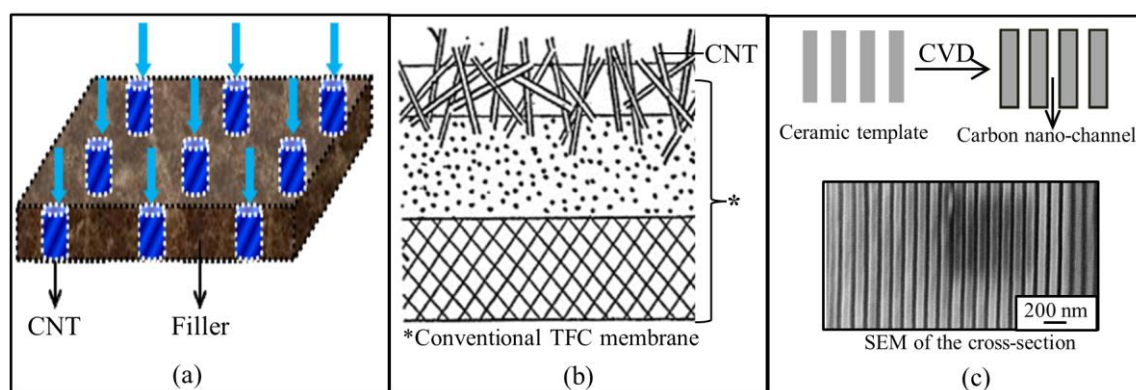 CNT
Filler
(a)
CNT
*
*Conventional TFC membrane
(b)
CVD
Ceramic template
Carbon nano-channel
200 nm
SEM of the cross-section
(c)